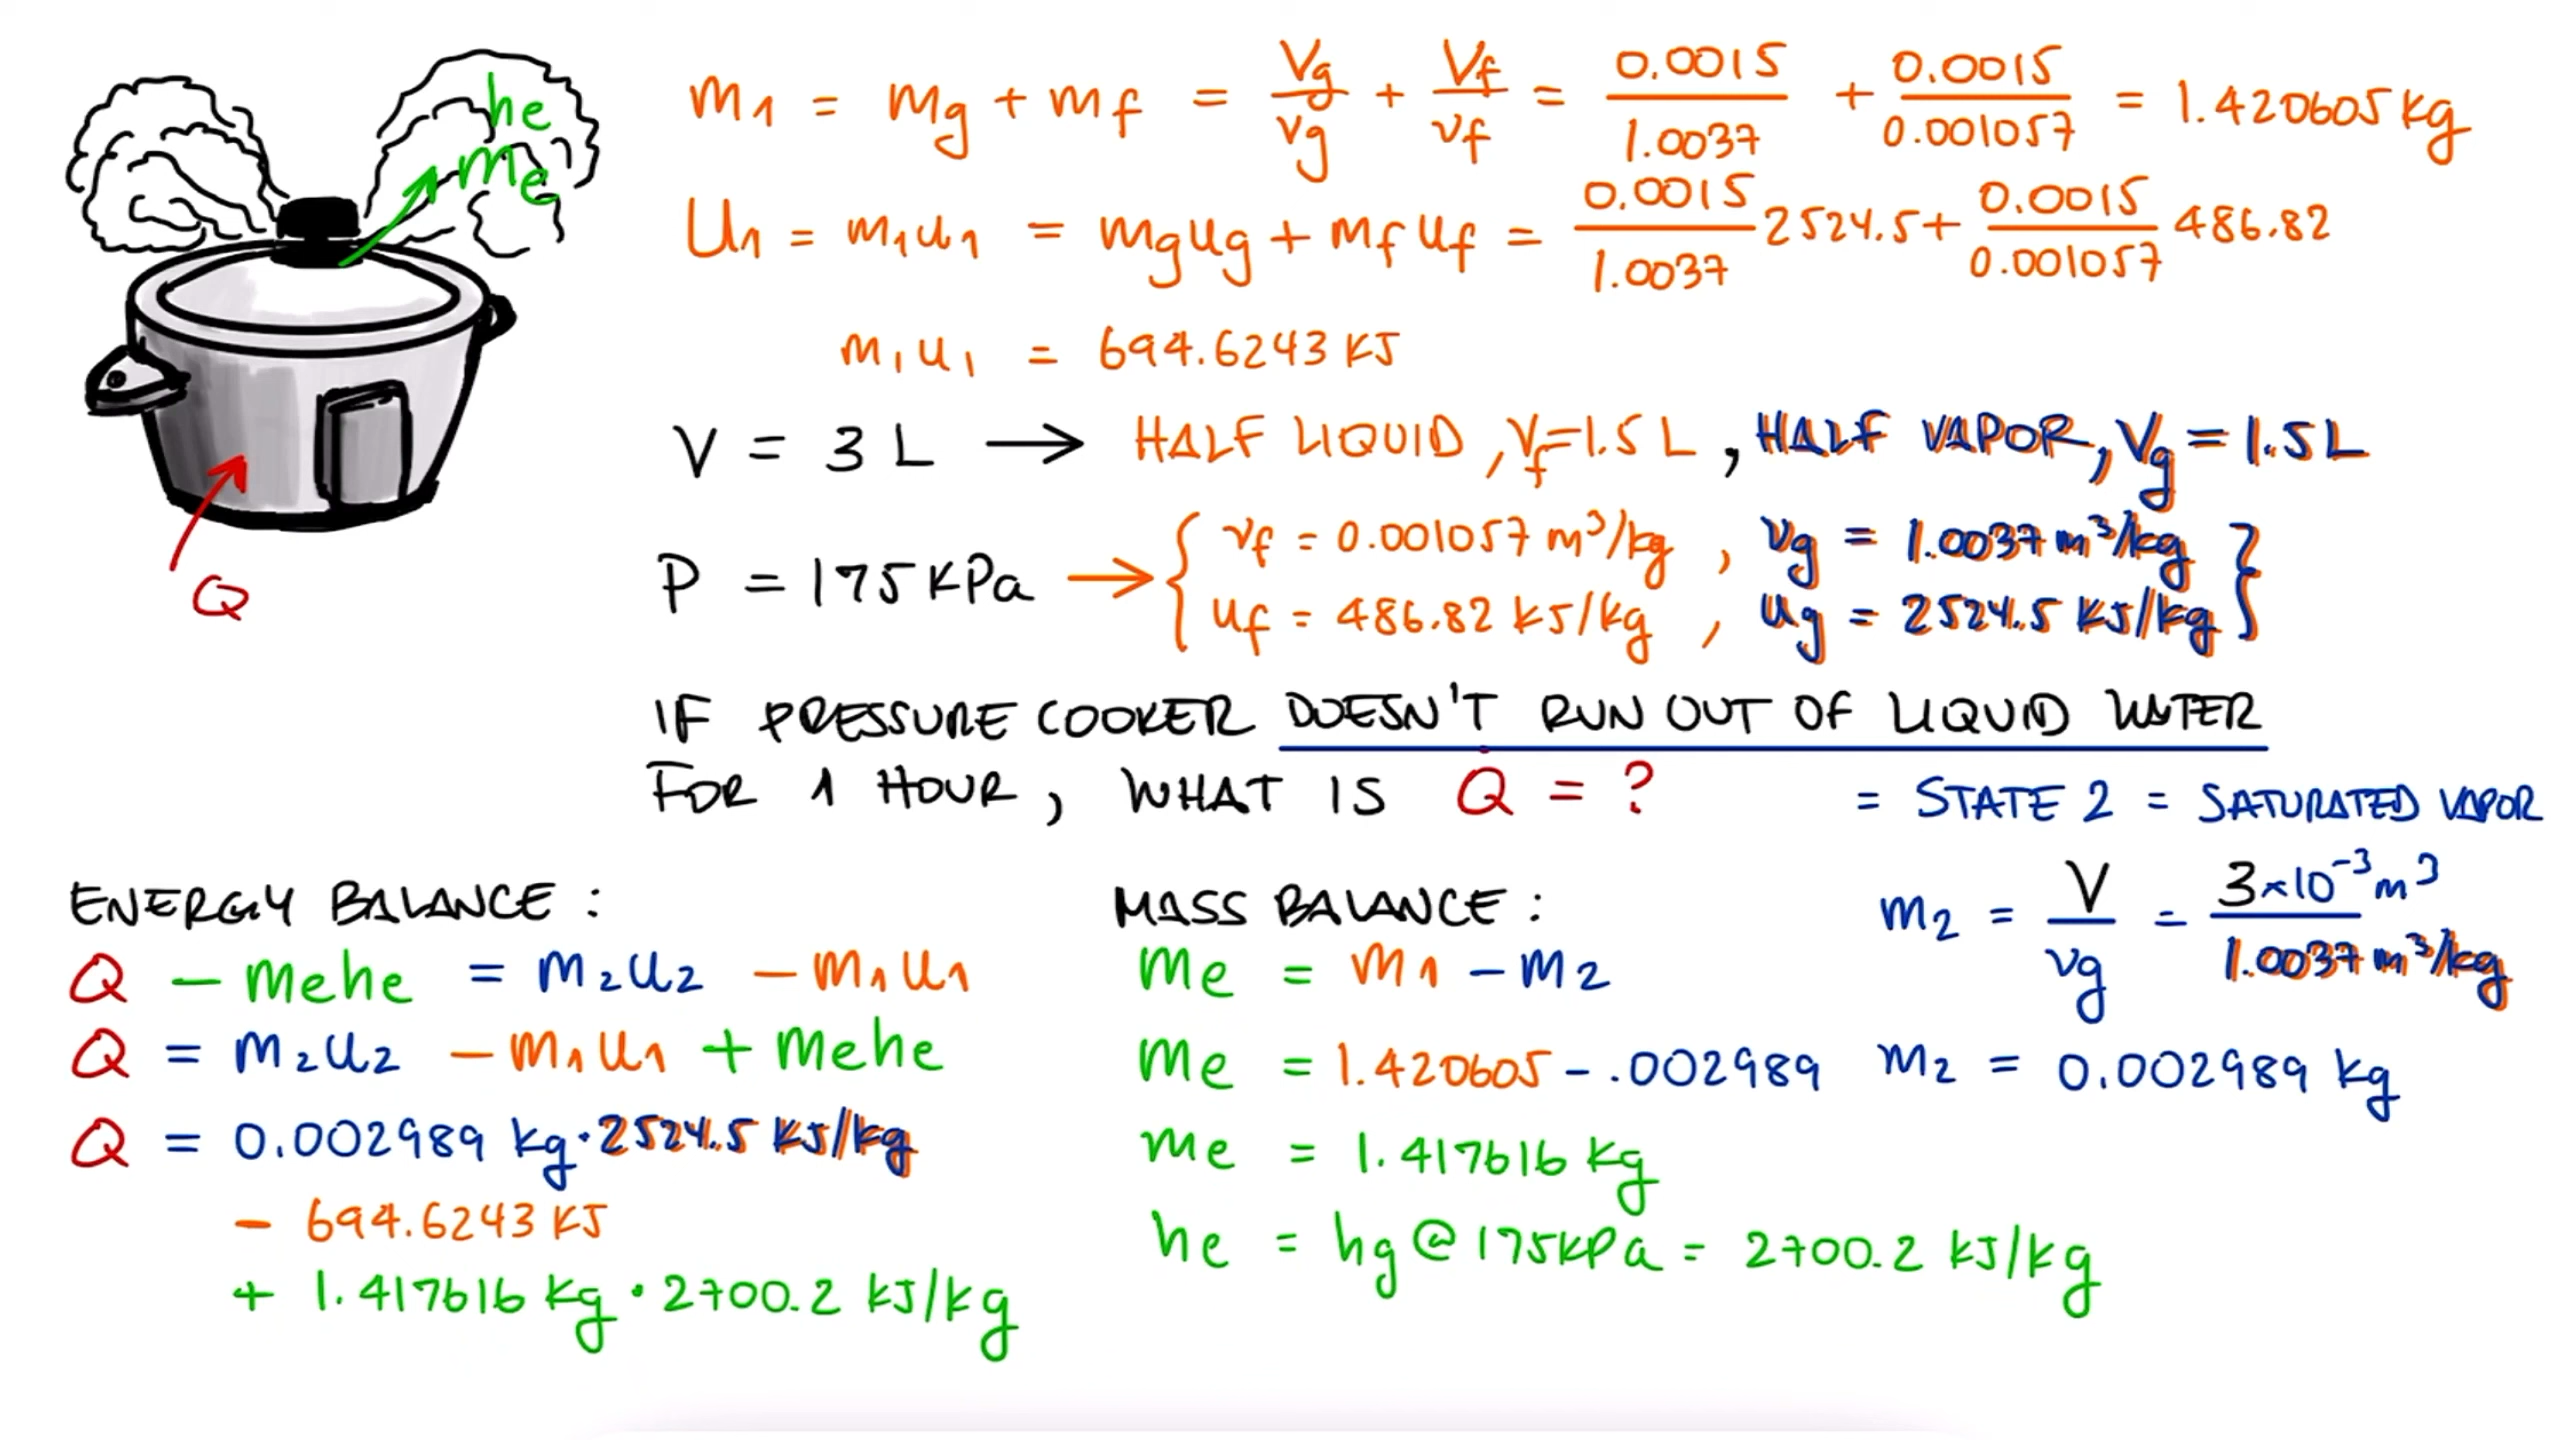 he
me
Q
m1 = mg + mf = Vg/vg + Vf/vf = 0.0015/1.0037 + 0.0015/0.001057 = 1.420605 kg
U1 = m1u1 = mgug + mfuf = 0.0015/1.0037 2524.5 + 0.0015/0.001057 486.82
m1u1 = 694.6243 KJ
V = 3 L → HALF LIQUID, Vf=1.5 L, HALF VAPOR, Vg = 1.5 L
P = 175 KPa → { vf = 0.001057 m³/kg , vg = 1.0037 m³/kg }
uf = 486.82 KJ/kg , ug = 2524.5 KJ/kg
IF PRESSURE COOKER DOESN'T RUN OUT OF LIQUID WATER
FOR 1 HOUR, WHAT IS Q = ?
= STATE 2 = SATURATED VAPOR
ENERGY BALANCE :
Q - mehe = m2u2 - m1u1
Q = m2u2 - m1u1 + mehe
Q = 0.002989 kg · 2524.5 KJ/kg
- 694.6243 KJ
+ 1.417616 kg · 2700.2 KJ/kg
MASS BALANCE :
me = m1 - m2
me = 1.420605 - .002989
me = 1.417616 kg
he = hg @ 175KPa = 2700.2 KJ/kg
m2 = V/vg = 3×10⁻³ m³/1.0037 m³/kg
m2 = 0.002989 kg